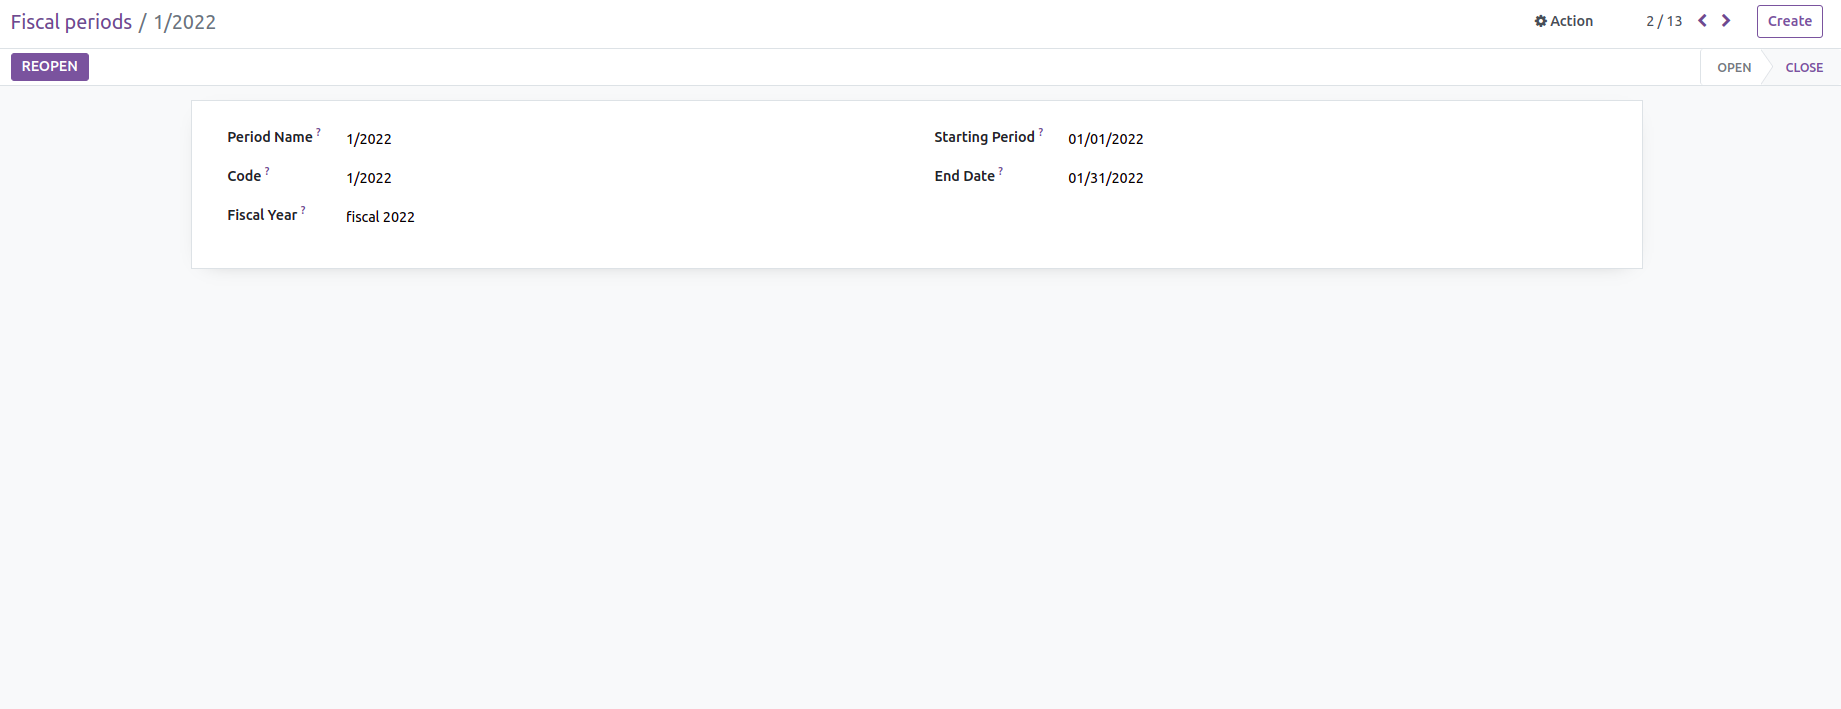 Fiscal periods / 1/2022
Action 2 / 13 Create
REOPEN OPEN CLOSE
Period Name ? 1/2022 Starting Period ? 01/01/2022
Code ? 1/2022 End Date ? 01/31/2022
Fiscal Year ? fiscal 2022